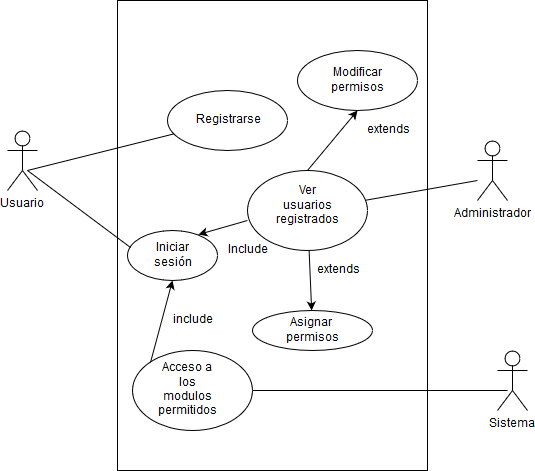 Modificar
permisos
Registrarse
extends
Usuario
Ver
usuarios
registrados
Administrador
Iniciar
sesión
Include
extends
include
Asignar
permisos
Acceso a
los
modulos
permitidos
Sistema